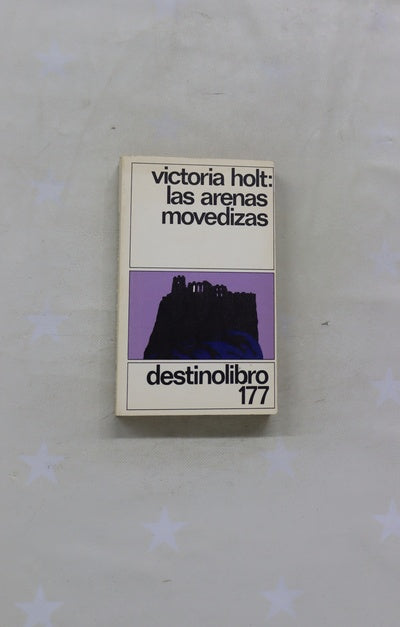 victoria holt:
las arenas
movedizas
destinolibro
177